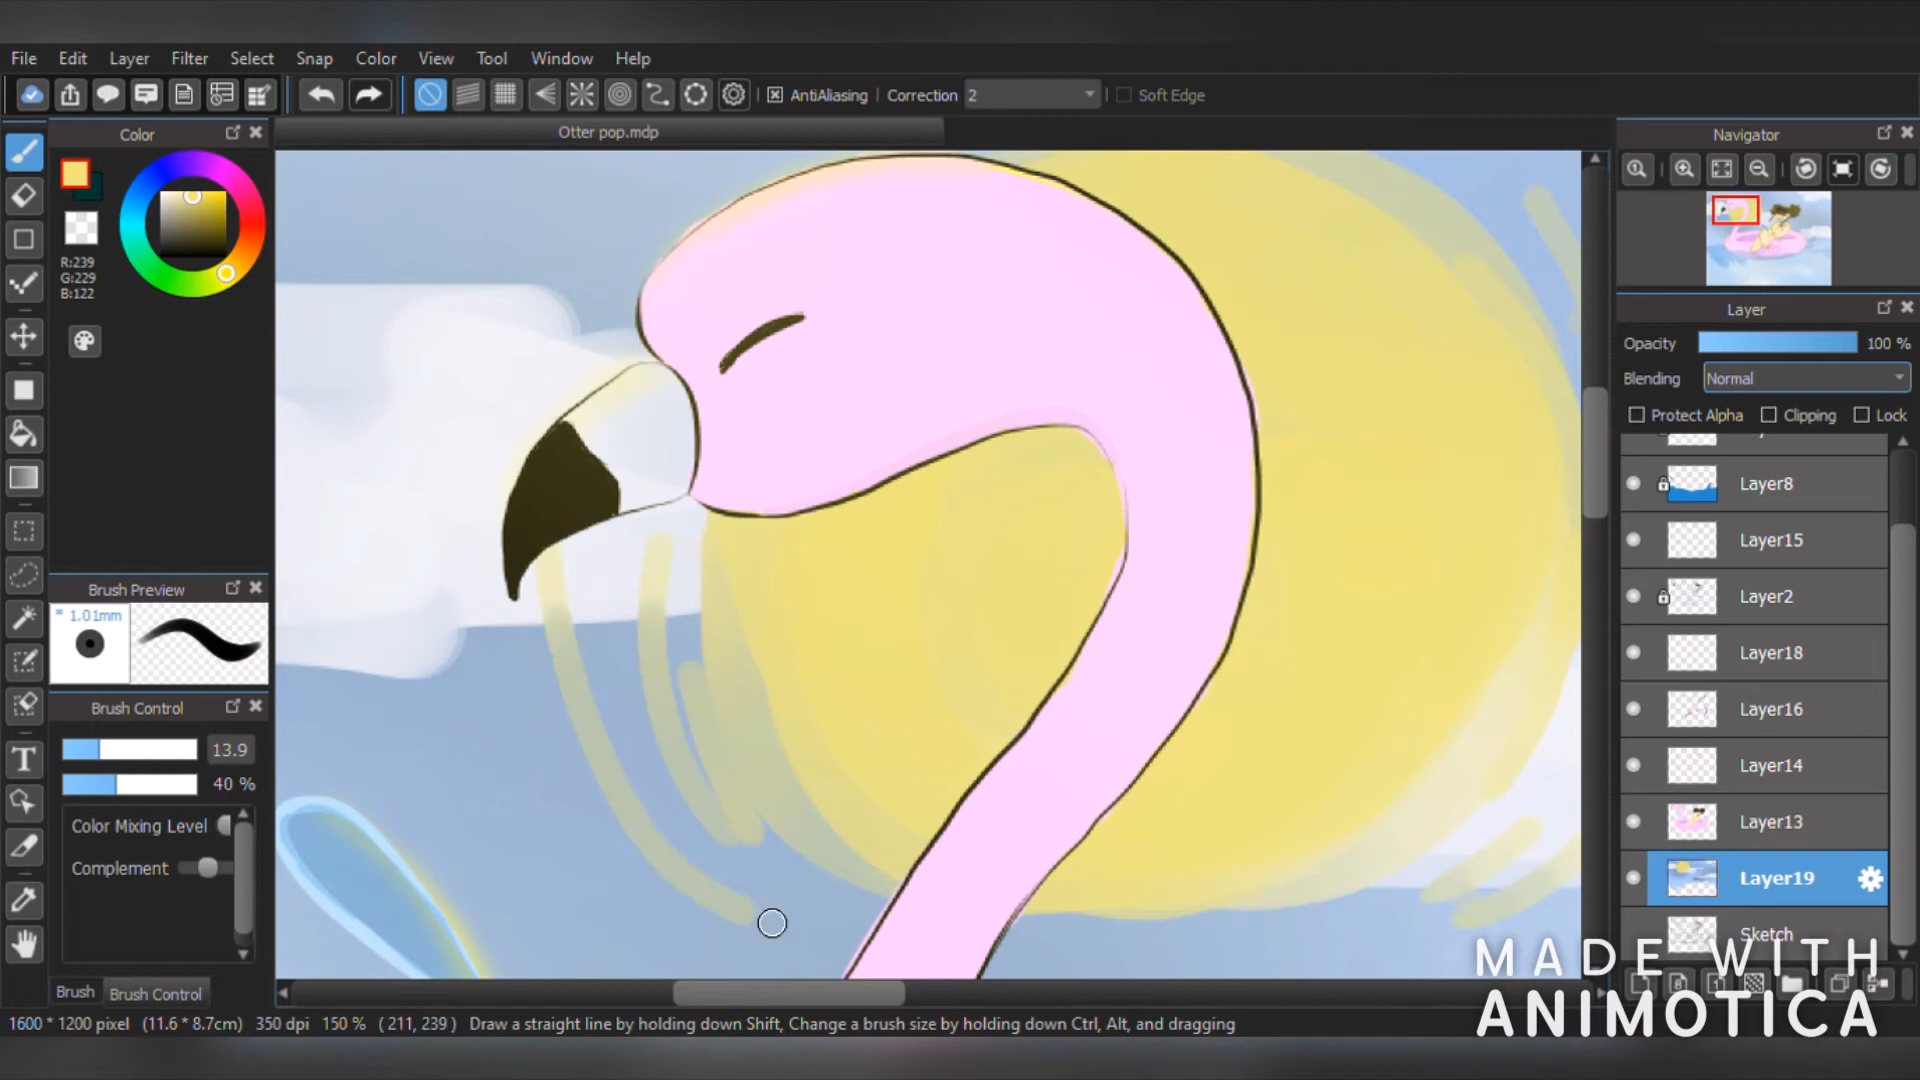 File Edit Layer Filter Select Snap Color View Tool Window Help
AntiAliasing Correction 2 Soft Edge
Color
Otter pop.mdp
Navigator
R:239
G:229
B:122
Layer
Opacity 100 %
Blending Normal
Protect Alpha Clipping Lock
Layer8
Layer15
Layer2
Layer18
Layer16
Layer14
Layer13
Layer19
Sketch
Brush Preview
* 1.01mm
Brush Control
13.9
40 %
Color Mixing Level
Complement
Brush Brush Control
1600 * 1200 pixel (11.6 * 8.7cm) 350 dpi 150 % ( 211, 239 ) Draw a straight line by holding down Shift, Change a brush size by holding down Ctrl, Alt, and dragging
MADE WITH
ANIMOTICA